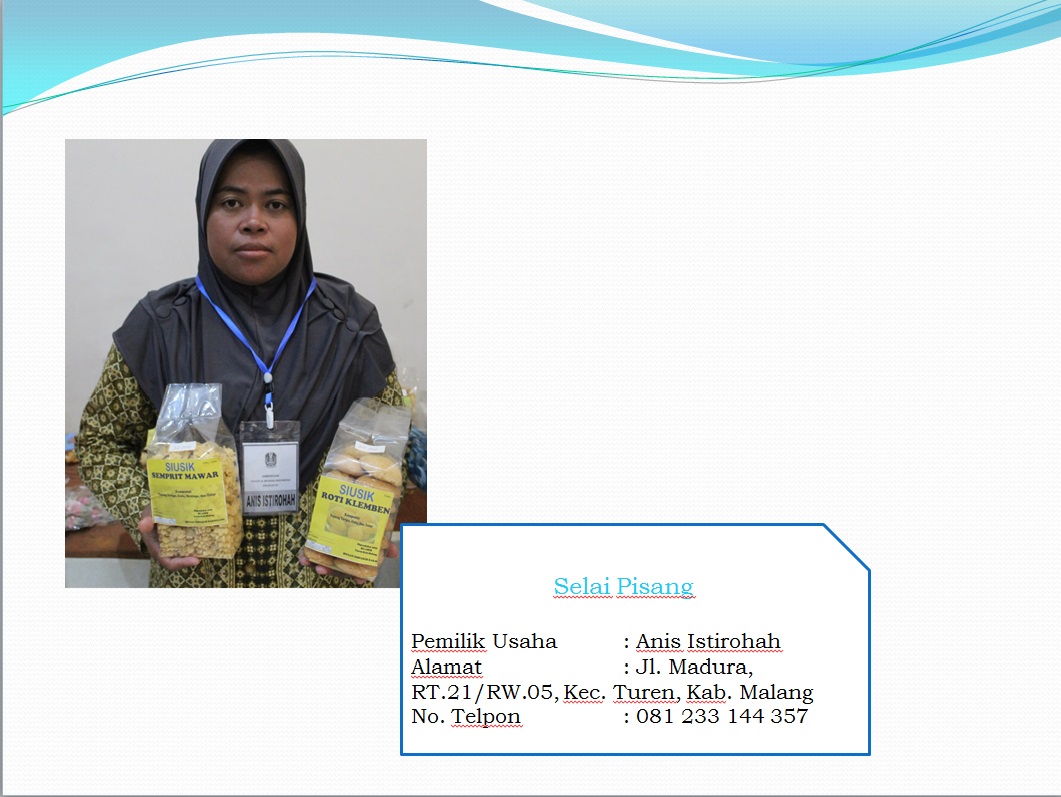 SIUSIK
SEMPRIT MAWAR
ANIS ISTIROHAH
SIUSIK
ROTI KLEMBEN
Selai Pisang
Pemilik Usaha : Anis Istirohah
Alamat : Jl. Madura,
RT.21/RW.05, Kec. Turen, Kab. Malang
No. Telpon : 081 233 144 357